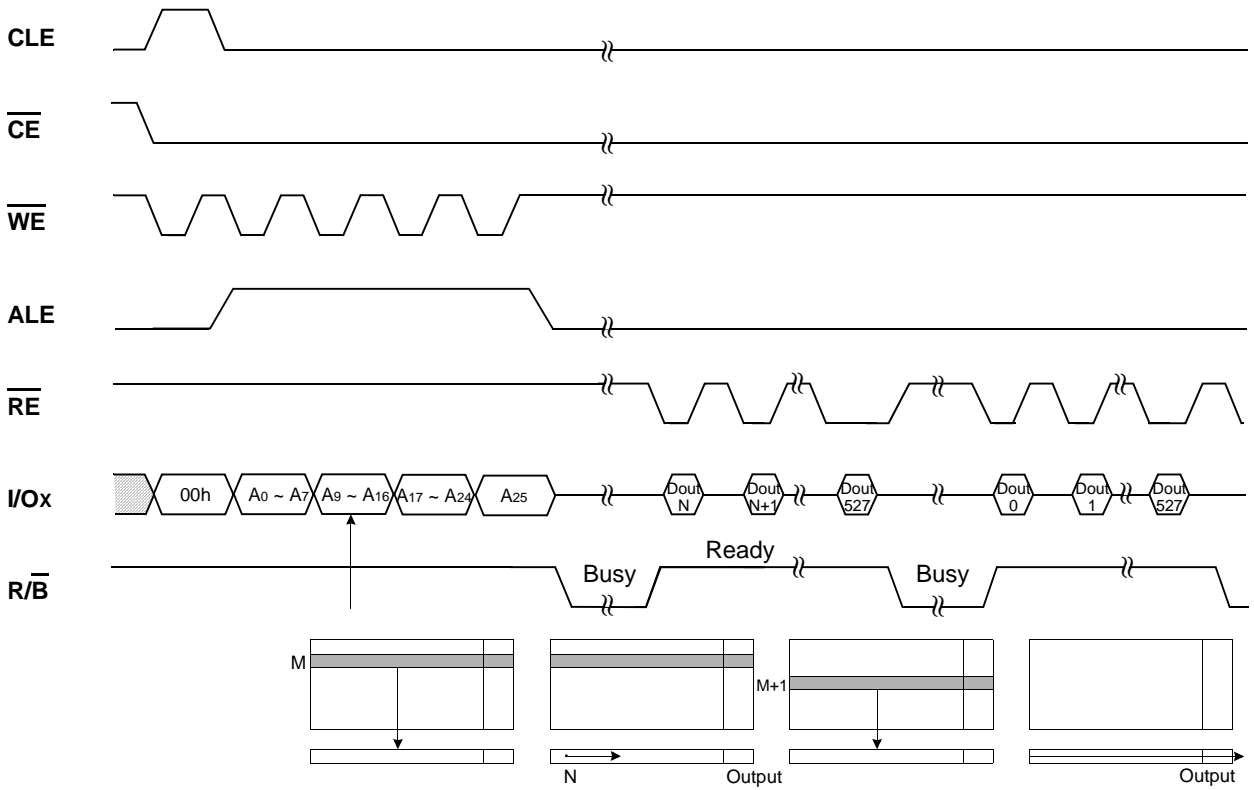 CLE
CE
WE
ALE
RE
I/Ox
00h
A0 ~ A7
A9 ~ A16
A17 ~ A24
A25
Dout
N
Dout
N+1
Dout
527
Dout
0
Dout
1
Dout
527
R/B
Busy
Ready
Busy
M
M+1
N
Output
Output